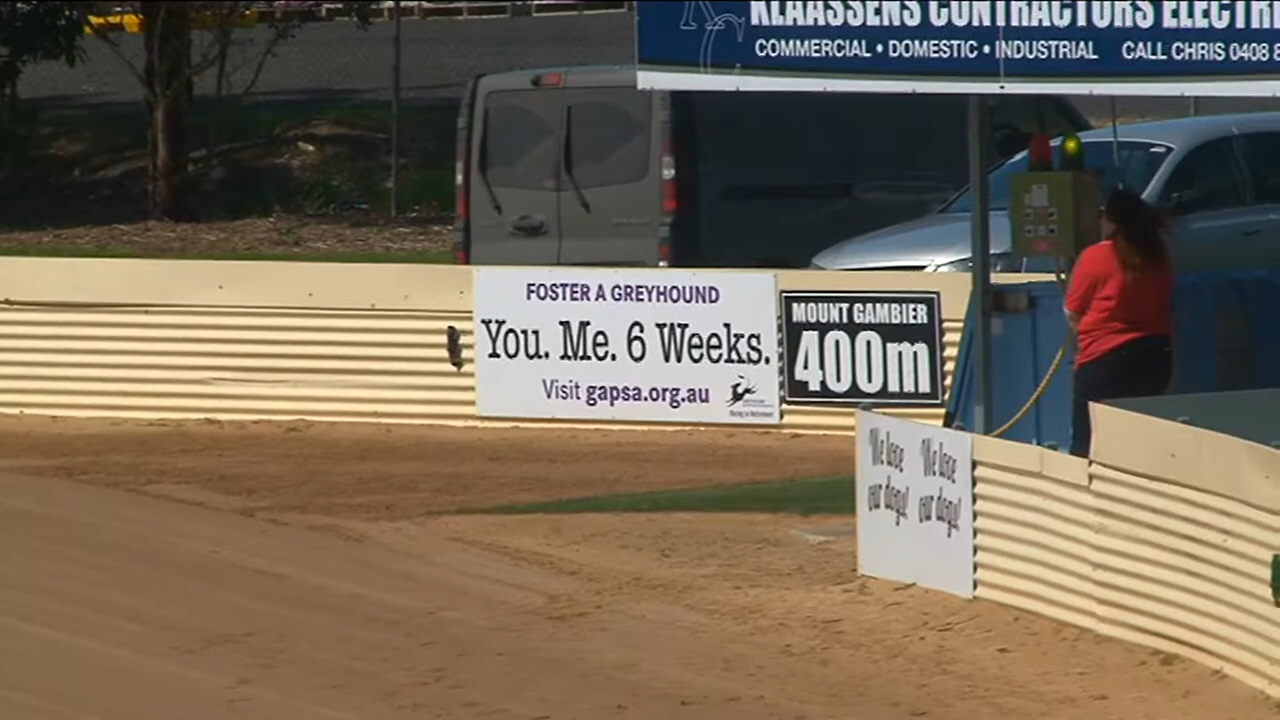 KLAASSENS CONTRACTORS ELECTRI
COMMERCIAL • DOMESTIC • INDUSTRIAL CALL CHRIS 0408 8
FOSTER A GREYHOUND
You. Me. 6 Weeks.
Visit gapsa.org.au
MOUNT GAMBIER
400m
We love
our dogs!
We love
our dogs!